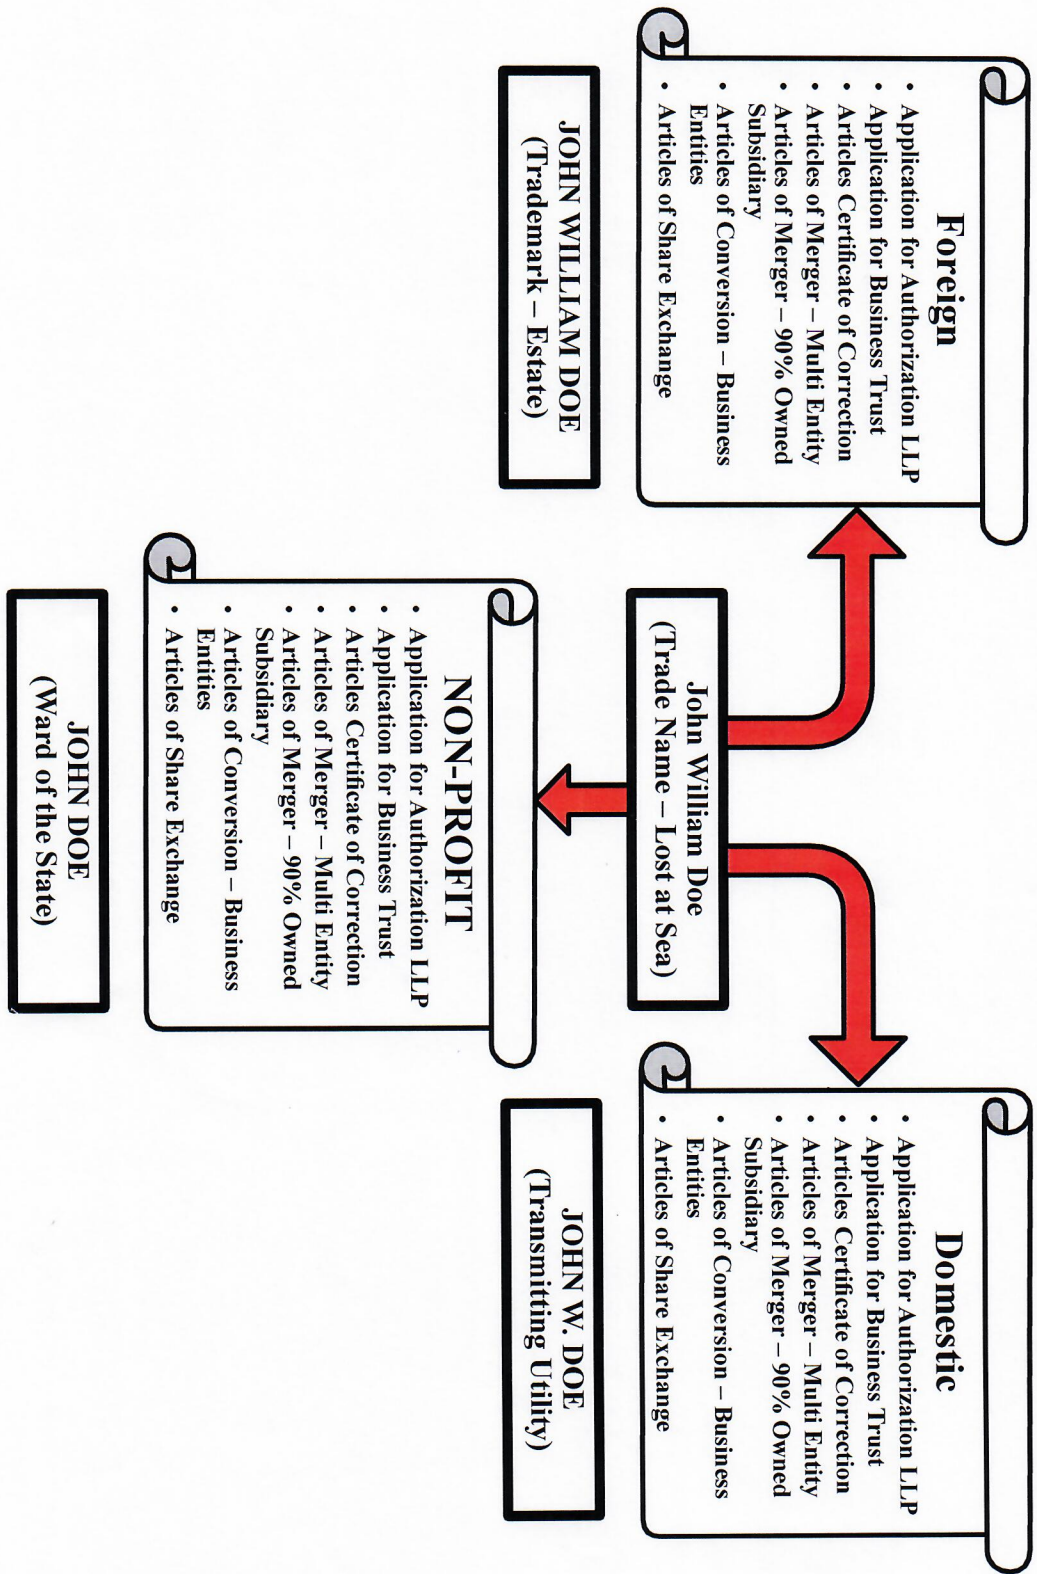 Foreign
• Application for Authorization LLP
• Application for Business Trust
• Articles Certificate of Correction
• Articles of Merger – Multi Entity
• Articles of Merger – 90% Owned
Subsidiary
• Articles of Conversion – Business
Entities
• Articles of Share Exchange
JOHN WILLIAM DOE
(Trademark – Estate)
John William Doe
(Trade Name – Lost at Sea)
NON-PROFIT
• Application for Authorization LLP
• Application for Business Trust
• Articles Certificate of Correction
• Articles of Merger – Multi Entity
• Articles of Merger – 90% Owned
Subsidiary
• Articles of Conversion – Business
Entities
• Articles of Share Exchange
JOHN DOE
(Ward of the State)
Domestic
• Application for Authorization LLP
• Application for Business Trust
• Articles Certificate of Correction
• Articles of Merger – Multi Entity
• Articles of Merger – 90% Owned
Subsidiary
• Articles of Conversion – Business
Entities
• Articles of Share Exchange
JOHN W. DOE
(Transmitting Utility)